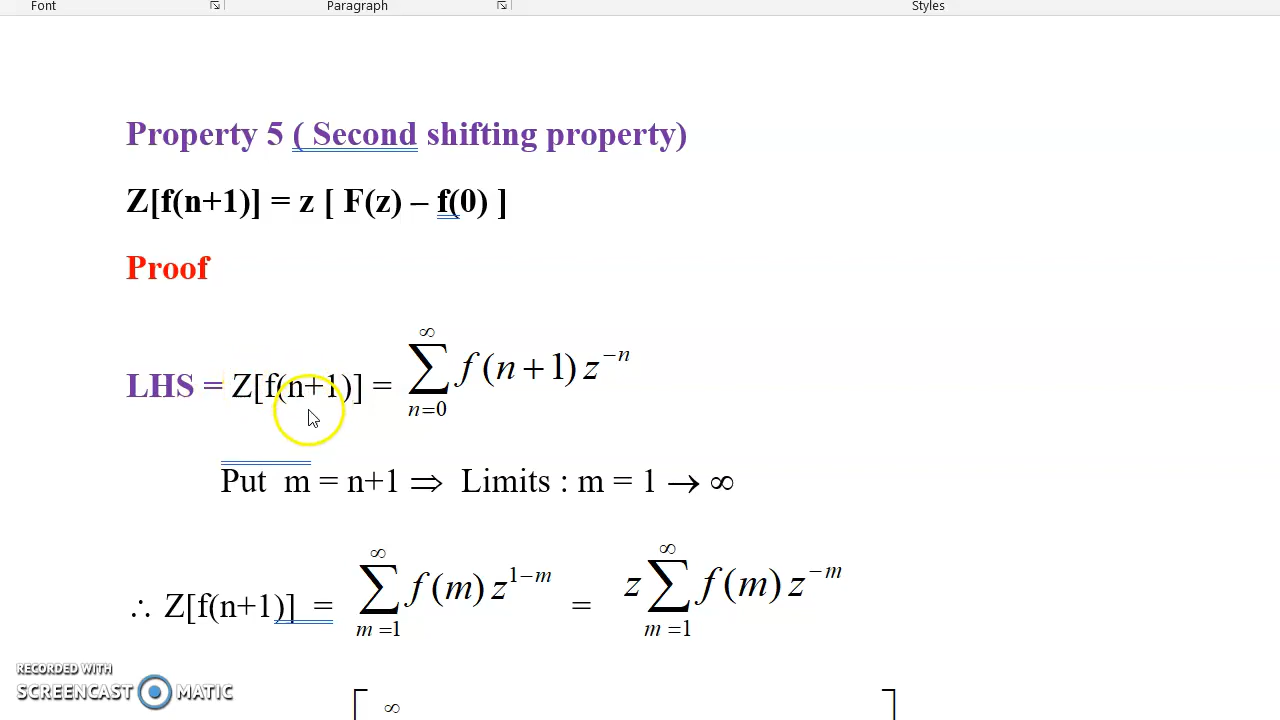 Font Paragraph Styles
Property 5 ( Second shifting property)
Z[f(n+1)] = z [ F(z) – f(0) ]
Proof
LHS = Z[f(n+1)] = ∑_{n=0}^{∞} f(n+1) z^{−n}
Put m = n+1 ⇒ Limits : m = 1 → ∞
∴ Z[f(n+1)] = ∑_{m=1}^{∞} f(m) z^{1−m} = z ∑_{m=1}^{∞} f(m) z^{−m}
RECORDED WITH
SCREENCAST MATIC
[ ∞ ]